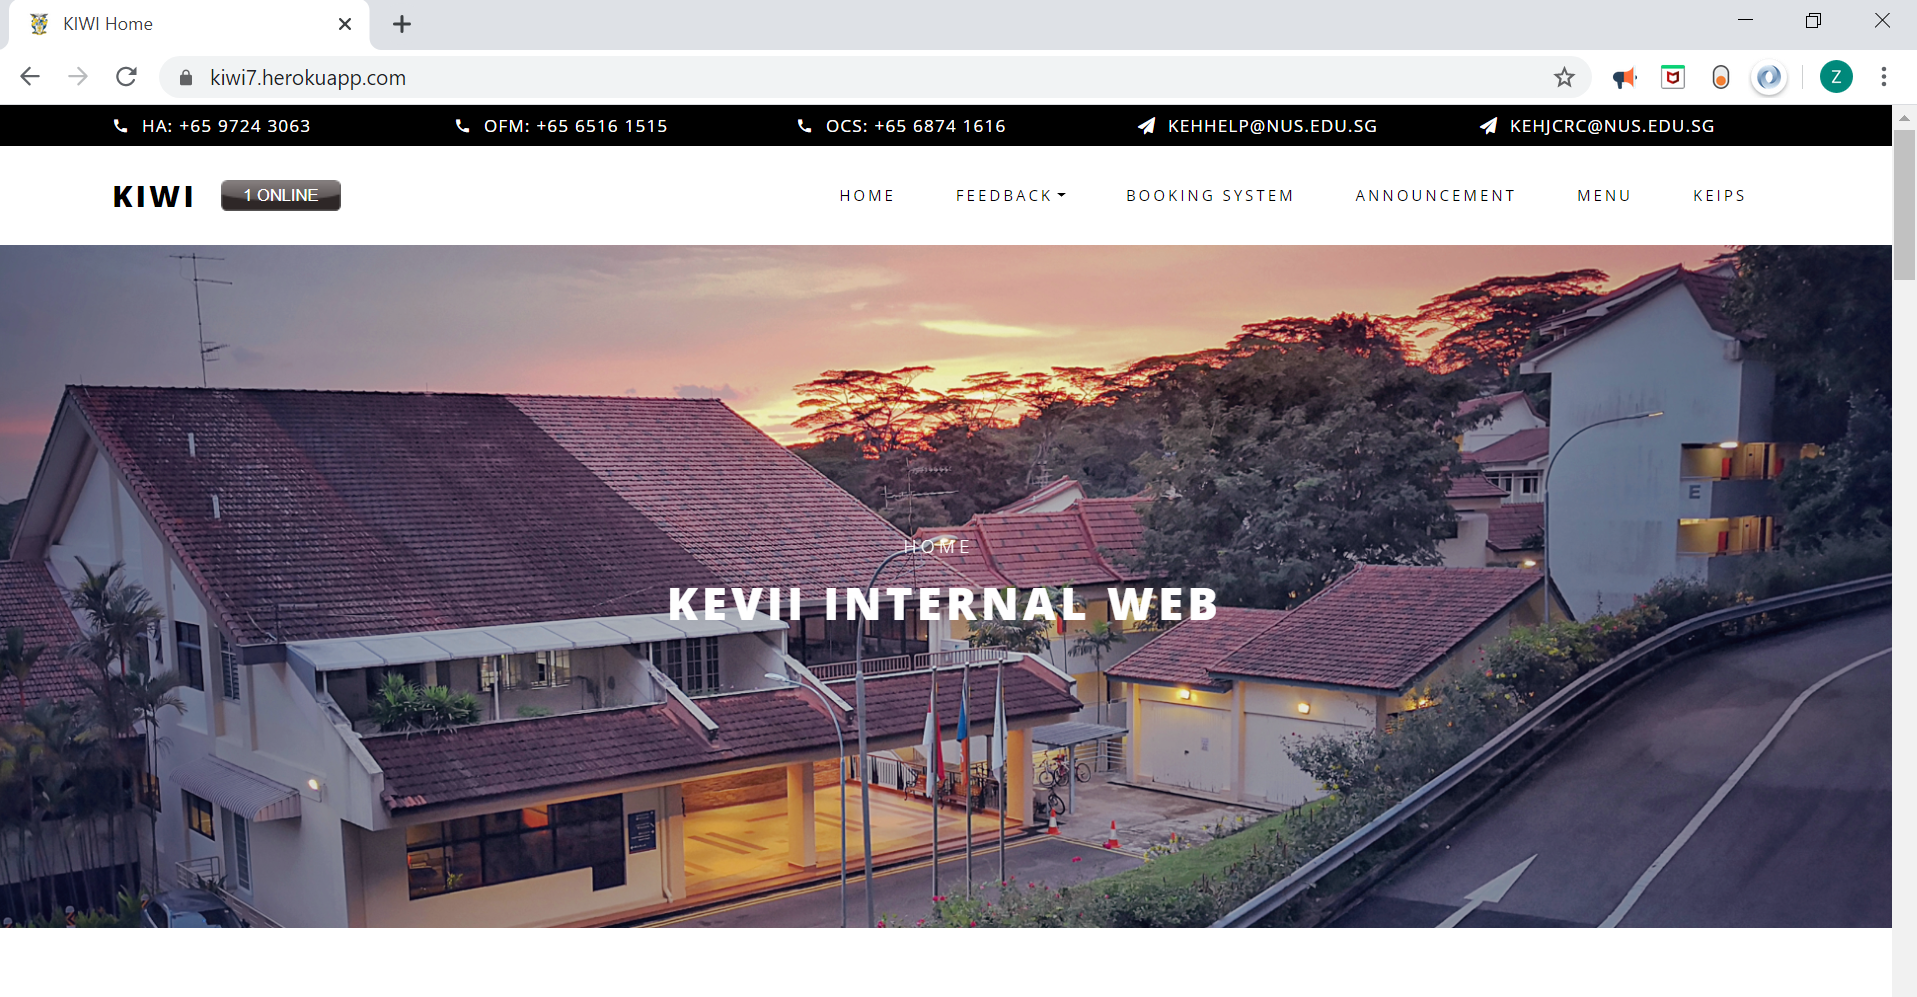 KIWI Home
kiwi7.herokuapp.com
Z
HA: +65 9724 3063
OFM: +65 6516 1515
OCS: +65 6874 1616
KEHHELP@NUS.EDU.SG
KEHJCRC@NUS.EDU.SG
KIWI
1 ONLINE
HOME
FEEDBACK
BOOKING SYSTEM
ANNOUNCEMENT
MENU
KEIPS
E
HOME
KEVII INTERNAL WEB